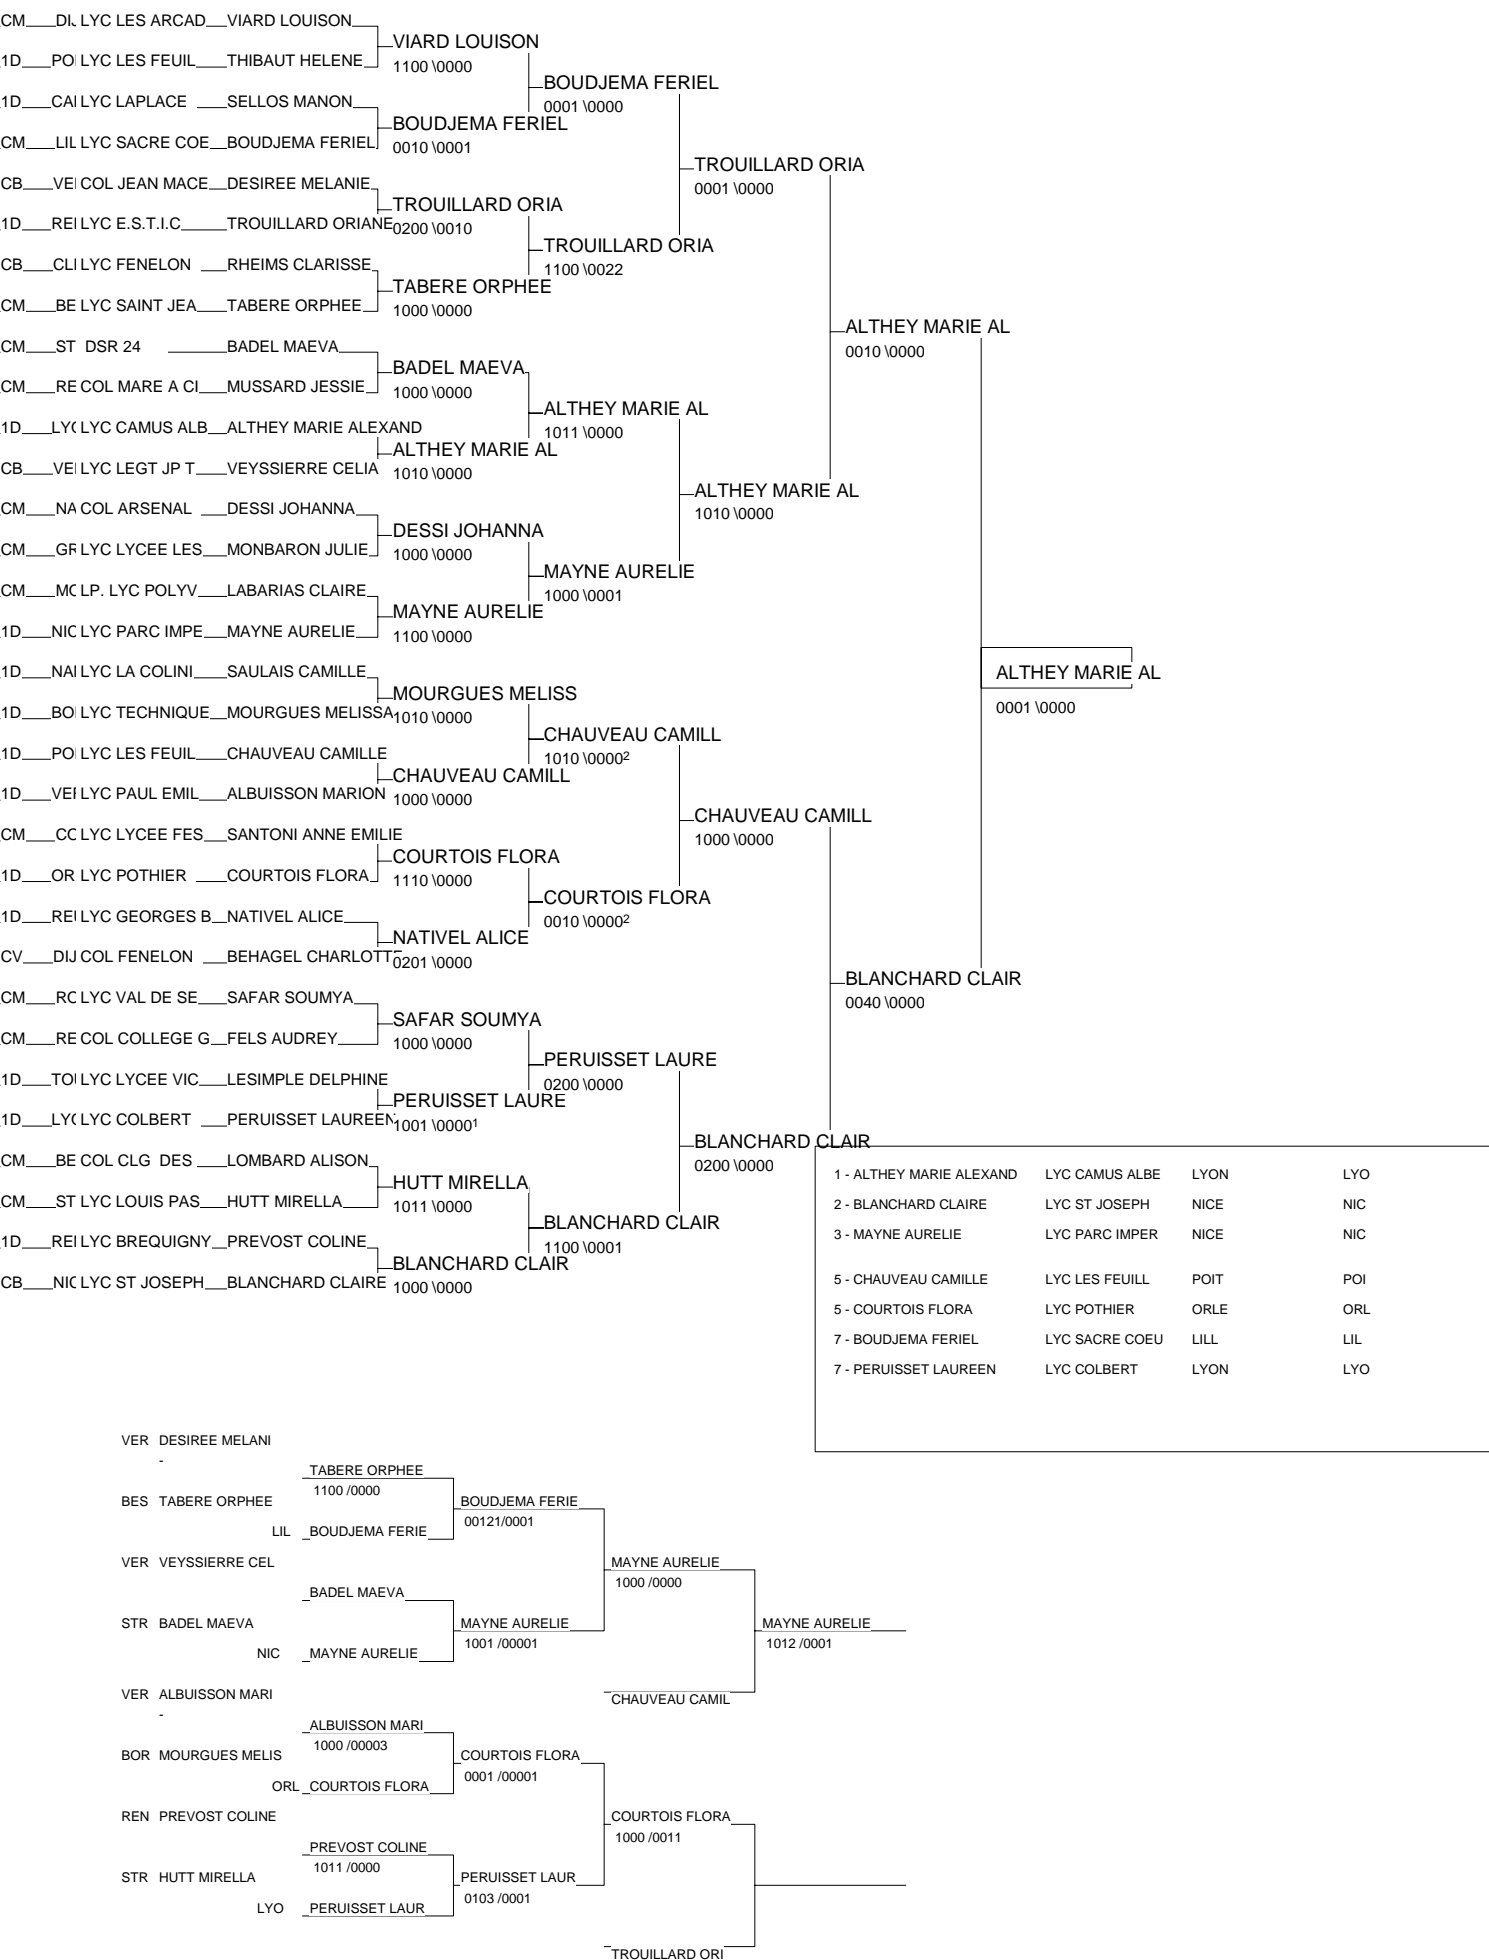 CM DIJ LYC LES ARCAD VIARD LOUISON
VIARD LOUISON
1D POI LYC LES FEUIL THIBAUT HELENE
1100 \0000
BOUDJEMA FERIEL
1D CAI LYC LAPLACE SELLOS MANON
0001 \0000
BOUDJEMA FERIEL
CM LIL LYC SACRE COE BOUDJEMA FERIEL
0010 \0001
TROUILLARD ORIA
CB VEI COL JEAN MACE DESIREE MELANIE
0001 \0000
TROUILLARD ORIA
1D REI LYC E.S.T.I.C TROUILLARD ORIANE
0200 \0010
TROUILLARD ORIA
CB CLI LYC FENELON RHEIMS CLARISSE
1100 \0022
TABERE ORPHEE
CM BE LYC SAINT JEA TABERE ORPHEE
1000 \0000
ALTHEY MARIE AL
CM ST DSR 24 BADEL MAEVA
0010 \0000
BADEL MAEVA
CM RE COL MARE A CI MUSSARD JESSIE
1000 \0000
ALTHEY MARIE AL
1D LYC LYC CAMUS ALB ALTHEY MARIE ALEXAND
1011 \0000
ALTHEY MARIE AL
CB VEI LYC LEGT JP T VEYSSIERRE CELIA
1010 \0000
ALTHEY MARIE AL
CM NA COL ARSENAL DESSI JOHANNA
1010 \0000
DESSI JOHANNA
CM GR LYC LYCEE LES MONBARON JULIE
1000 \0000
MAYNE AURELIE
CM MC LP. LYC POLYV LABARIAS CLAIRE
1000 \0001
MAYNE AURELIE
1D NIC LYC PARC IMPE MAYNE AURELIE
1100 \0000
1D NAI LYC LA COLINI SAULAIS CAMILLE
ALTHEY MARIE AL
MOURGUES MELISS
0001 \0000
1D BOI LYC TECHNIQUE MOURGUES MELISSA
1010 \0000
CHAUVEAU CAMILL
1D POI LYC LES FEUIL CHAUVEAU CAMILLE
1010 \0000²
CHAUVEAU CAMILL
1D VEI LYC PAUL EMIL ALBUISSON MARION
1000 \0000
CHAUVEAU CAMILL
CM CC LYC LYCEE FES SANTONI ANNE EMILIE
1000 \0000
COURTOIS FLORA
1D OR LYC POTHIER COURTOIS FLORA
1110 \0000
COURTOIS FLORA
1D REI LYC GEORGES B NATIVEL ALICE
0010 \0000²
NATIVEL ALICE
CV DIJ COL FENELON BEHAGEL CHARLOTTE
0201 \0000
BLANCHARD CLAIR
CM RC LYC VAL DE SE SAFAR SOUMYA
0040 \0000
SAFAR SOUMYA
CM RE COL COLLEGE G FELS AUDREY
1000 \0000
PERUISSET LAURE
1D TOI LYC LYCEE VIC LESIMPLE DELPHINE
0200 \0000
PERUISSET LAURE
1D LYC LYC COLBERT PERUISSET LAUREEN
1001 \0000¹
BLANCHARD CLAIR
CM BE COL CLG DES LOMBARD ALISON
0200 \0000
HUTT MIRELLA
CM ST LYC LOUIS PAS HUTT MIRELLA
1011 \0000
BLANCHARD CLAIR
1D REI LYC BREQUIGNY PREVOST COLINE
1100 \0001
BLANCHARD CLAIR
CB NIC LYC ST JOSEPH BLANCHARD CLAIRE
1000 \0000
1 - ALTHEY MARIE ALEXAND LYC CAMUS ALBE LYON LYO
2 - BLANCHARD CLAIRE LYC ST JOSEPH NICE NIC
3 - MAYNE AURELIE LYC PARC IMPER NICE NIC
5 - CHAUVEAU CAMILLE LYC LES FEUILL POIT POI
5 - COURTOIS FLORA LYC POTHIER ORLE ORL
7 - BOUDJEMA FERIEL LYC SACRE COEU LILL LIL
7 - PERUISSET LAUREEN LYC COLBERT LYON LYO
VER DESIREE MELANI
-
TABERE ORPHEE
1100 /0000
BES TABERE ORPHEE
BOUDJEMA FERIE
00121/0001
LIL BOUDJEMA FERIE
VER VEYSSIERRE CEL
MAYNE AURELIE
1000 /0000
BADEL MAEVA
STR BADEL MAEVA
MAYNE AURELIE
MAYNE AURELIE
1001 /00001
1012 /0001
NIC MAYNE AURELIE
VER ALBUISSON MARI
CHAUVEAU CAMIL
-
ALBUISSON MARI
1000 /00003
BOR MOURGUES MELIS
COURTOIS FLORA
0001 /00001
ORL COURTOIS FLORA
REN PREVOST COLINE
COURTOIS FLORA
1000 /0011
PREVOST COLINE
1011 /0000
STR HUTT MIRELLA
PERUISSET LAUR
0103 /0001
LYO PERUISSET LAUR
TROUILLARD ORI